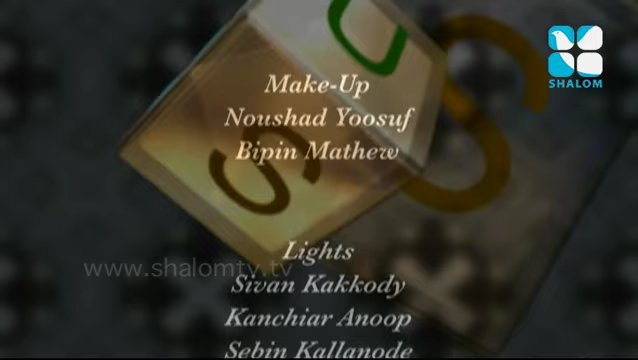 SHALOM
Make-Up
Noushad Yoosuf
Bipin Mathew
Lights
www.shalomtv.tv
Sivan Kakkody
Kanchiar Anoop
Sebin Kallanode